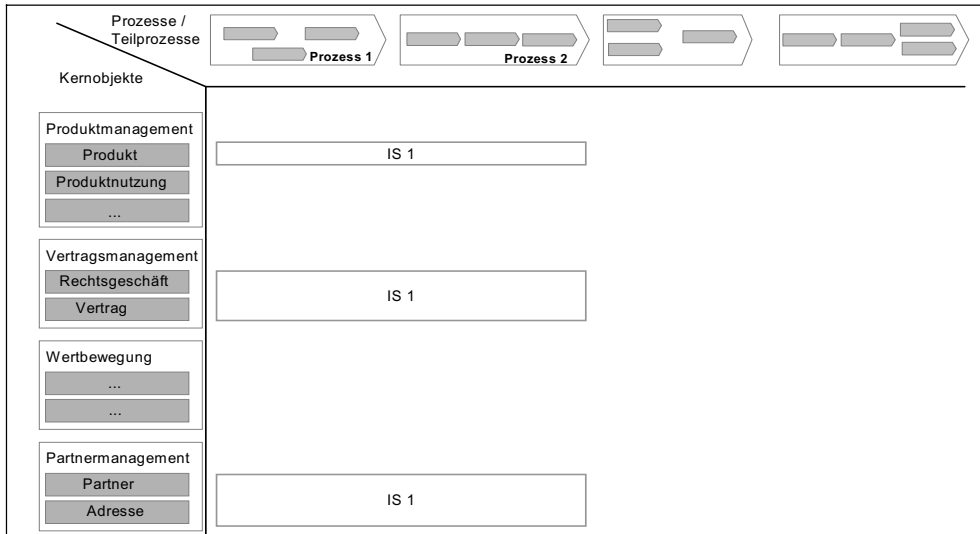 Prozesse /
Teilprozesse
Prozess 1
Prozess 2
Kernobjekte
Produktmanagement
Produkt
IS 1
Produktnutzung
...
Vertragsmanagement
Rechtsgeschäft
IS 1
Vertrag
Wertbewegung
...
...
Partnermanagement
Partner
IS 1
Adresse